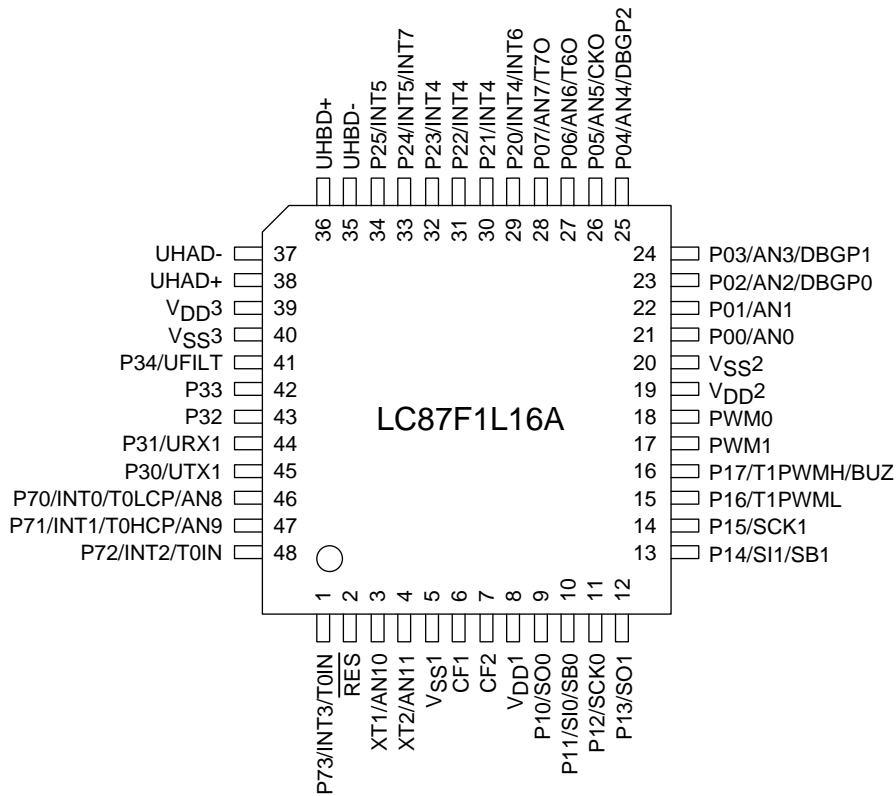 UHBD+
UHBD-
P25/INT5
P24/INT5/INT7
P23/INT4
P22/INT4
P21/INT4
P20/INT4/INT6
P07/AN7/T7O
P06/AN6/T6O
P05/AN5/CKO
P04/AN4/DBGP2
36
35
34
33
32
31
30
29
28
27
26
25
UHAD- 37
UHAD+ 38
VDD3 39
VSS3 40
P34/UFILT 41
P33 42
P32 43
P31/URX1 44
P30/UTX1 45
P70/INT0/T0LCP/AN8 46
P71/INT1/T0HCP/AN9 47
P72/INT2/T0IN 48
LC87F1L16A
24 P03/AN3/DBGP1
23 P02/AN2/DBGP0
22 P01/AN1
21 P00/AN0
20 VSS2
19 VDD2
18 PWM0
17 PWM1
16 P17/T1PWMH/BUZ
15 P16/T1PWML
14 P15/SCK1
13 P14/SI1/SB1
1
2
3
4
5
6
7
8
9
10
11
12
P73/INT3/T0IN
RES
XT1/AN10
XT2/AN11
VSS1
CF1
CF2
VDD1
P10/SO0
P11/SI0/SB0
P12/SCK0
P13/SO1